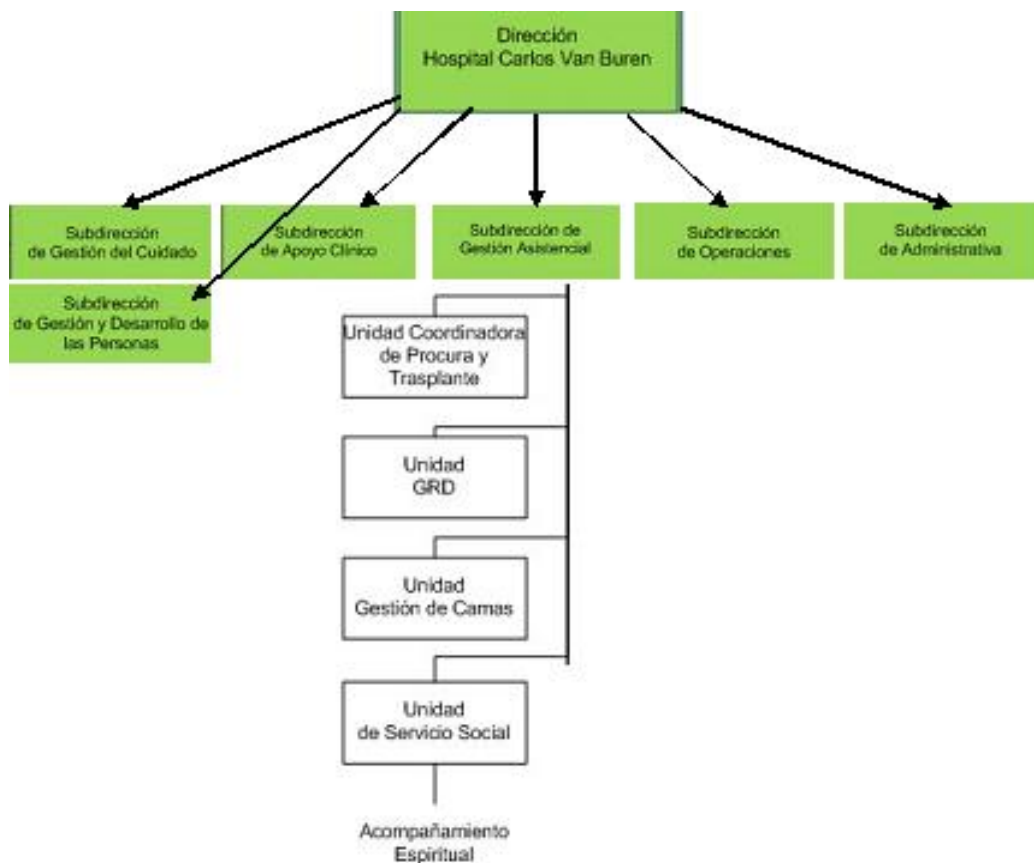 Dirección
Hospital Carlos Van Buren
Subdirección
de Gestión del Cuidado
Subdirección
de Apoyo Clínico
Subdirección de
Gestión Asistencial
Subdirección
de Operaciones
Subdirección
de Administrativa
Subdirección
de Gestión y Desarrollo de
las Personas
Unidad Coordinadora
de Procura y
Trasplante
Unidad
GRD
Unidad
Gestión de Camas
Unidad
de Servicio Social
Acompañamiento
Espiritual